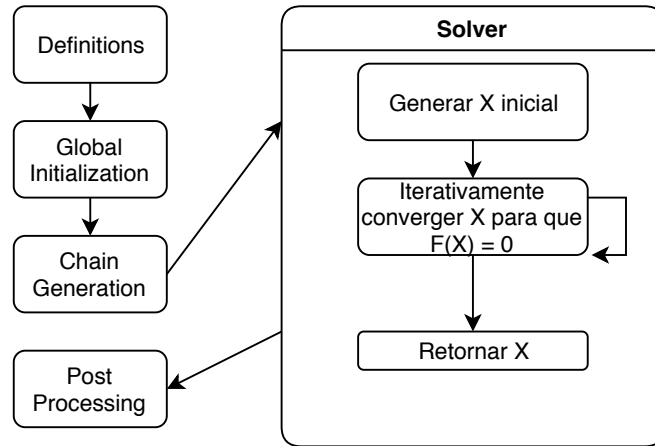 Definitions
Global
Initialization
Chain
Generation
Post
Processing
Solver
Generar X inicial
Iterativamente
converger X para que
F(X) = 0
Retornar X